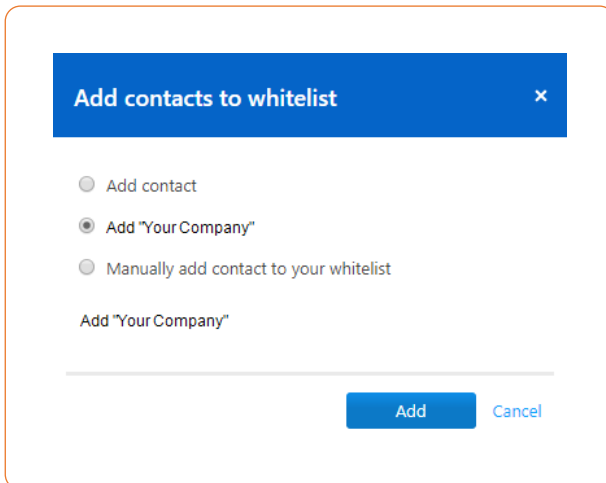 Add contacts to whitelist ×
Add contact
Add "Your Company"
Manually add contact to your whitelist
Add "Your Company"
Add Cancel